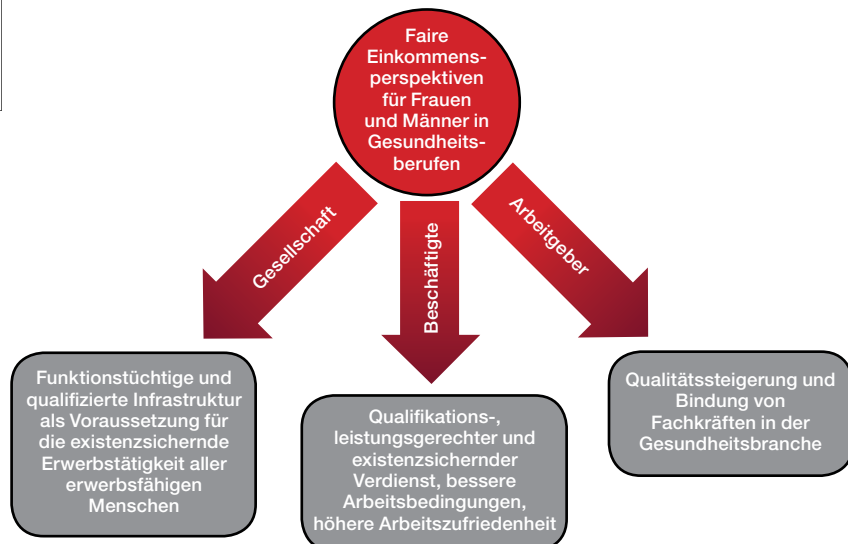 Faire
Einkommens-
perspektiven
für Frauen
und Männer in
Gesundheits-
berufen
Gesellschaft
Beschäftigte
Arbeitgeber
Funktionstüchtige und
qualifizierte Infrastruktur
als Voraussetzung für
die existenzsichernde
Erwerbstätigkeit aller
erwerbsfähigen
Menschen
Qualifikations-,
leistungsgerechter und
existenzsichernder
Verdienst, bessere
Arbeitsbedingungen,
höhere Arbeitszufriedenheit
Qualitätssteigerung und
Bindung von
Fachkräften in der
Gesundheitsbranche